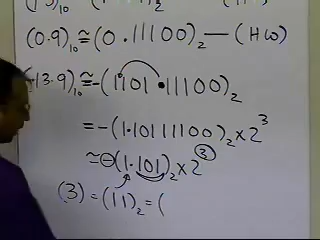 (0.9)₁₀ ≅ (0.11100)₂ — (HW)
13.9)₁₀ ≅ -(1101.11100)₂
= -(1.10111100)₂ × 2³
≅ -(1.101)₂ × 2³
(3) = (11)₂ = (